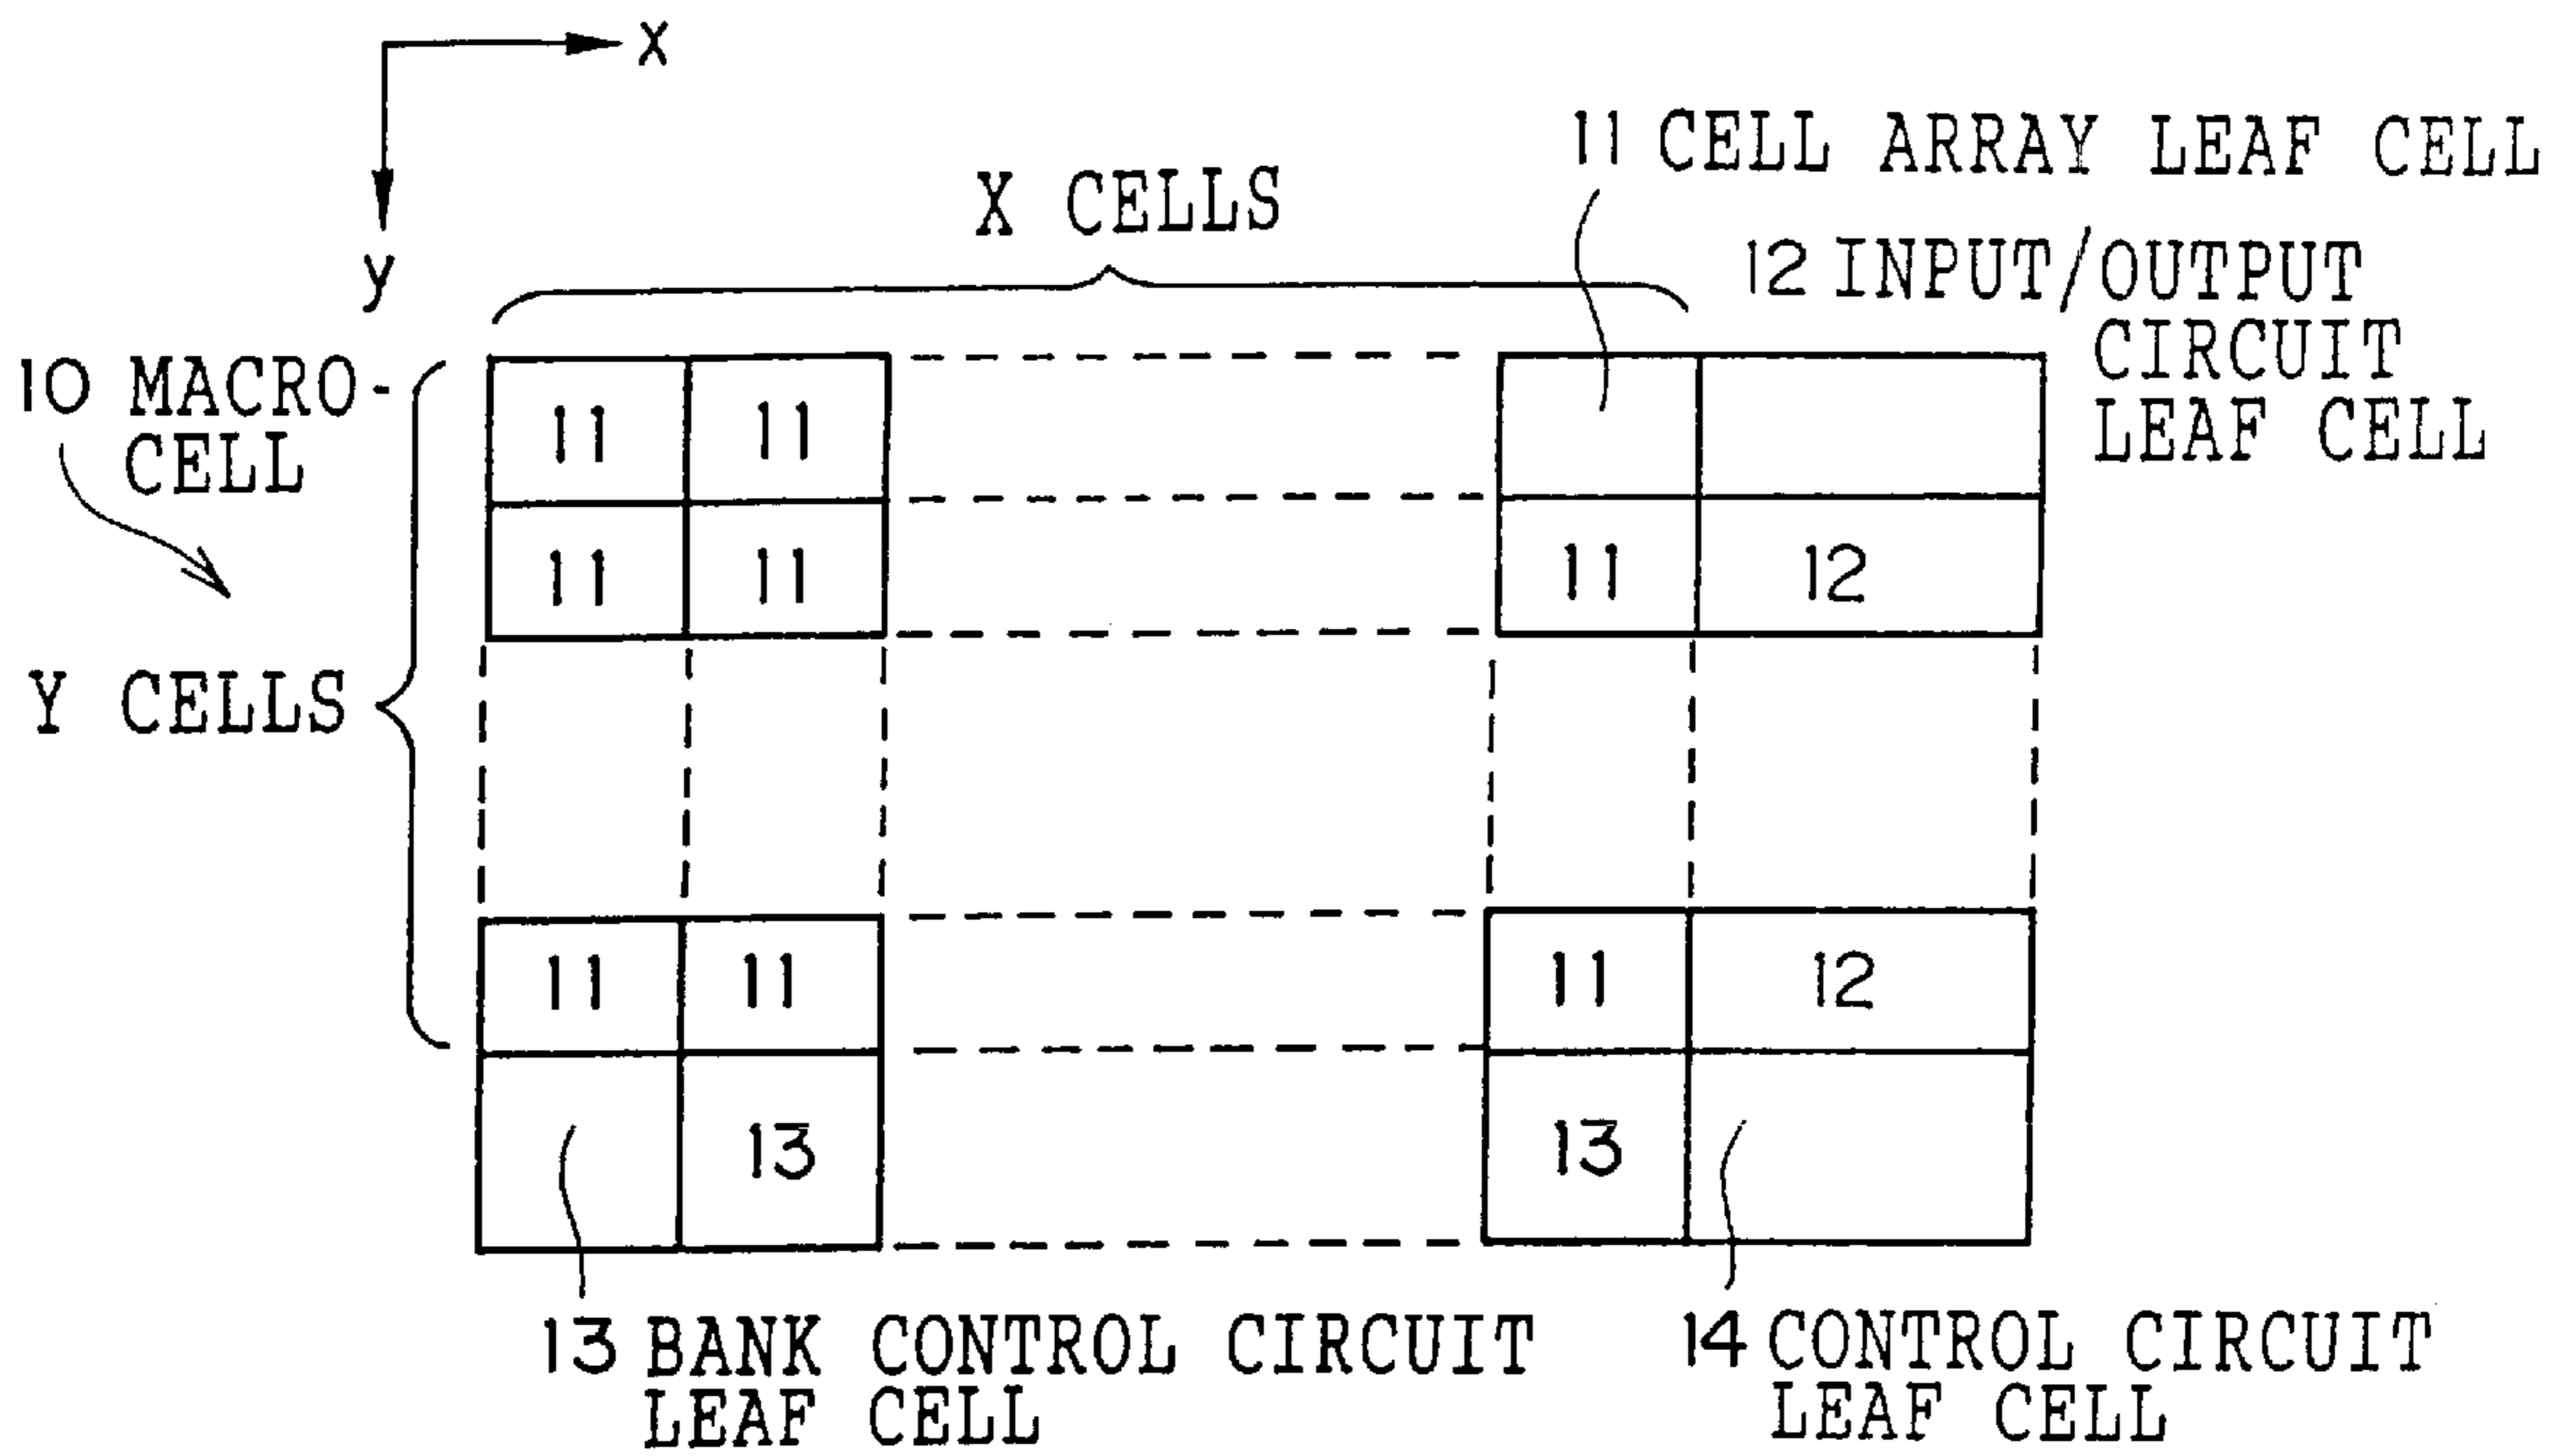 x
y
11 CELL ARRAY LEAF CELL
X CELLS
12 INPUT/OUTPUT
CIRCUIT
LEAF CELL
10 MACRO-
CELL
11 11
11 11 11 12
Y CELLS
11 11 11 12
13 13
13 BANK CONTROL CIRCUIT
LEAF CELL
14 CONTROL CIRCUIT
LEAF CELL